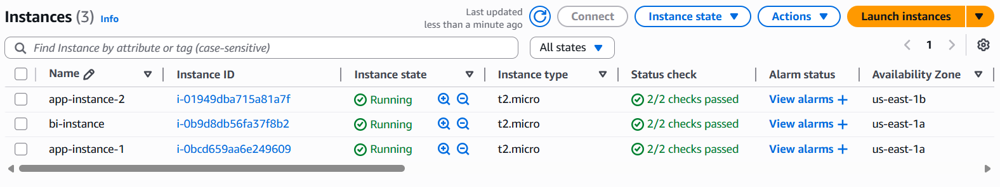 Instances (3) Info
Last updated
less than a minute ago
Connect
Instance state
Actions
Launch instances
Find Instance by attribute or tag (case-sensitive)
All states
1
Name Instance ID Instance state Instance type Status check Alarm status Availability Zone
app-instance-2 i-01949dba715a81a7f Running t2.micro 2/2 checks passed View alarms + us-east-1b
bi-instance i-0b9d8db56fa37f8b2 Running t2.micro 2/2 checks passed View alarms + us-east-1a
app-instance-1 i-0bcd659aa6e249609 Running t2.micro 2/2 checks passed View alarms + us-east-1a